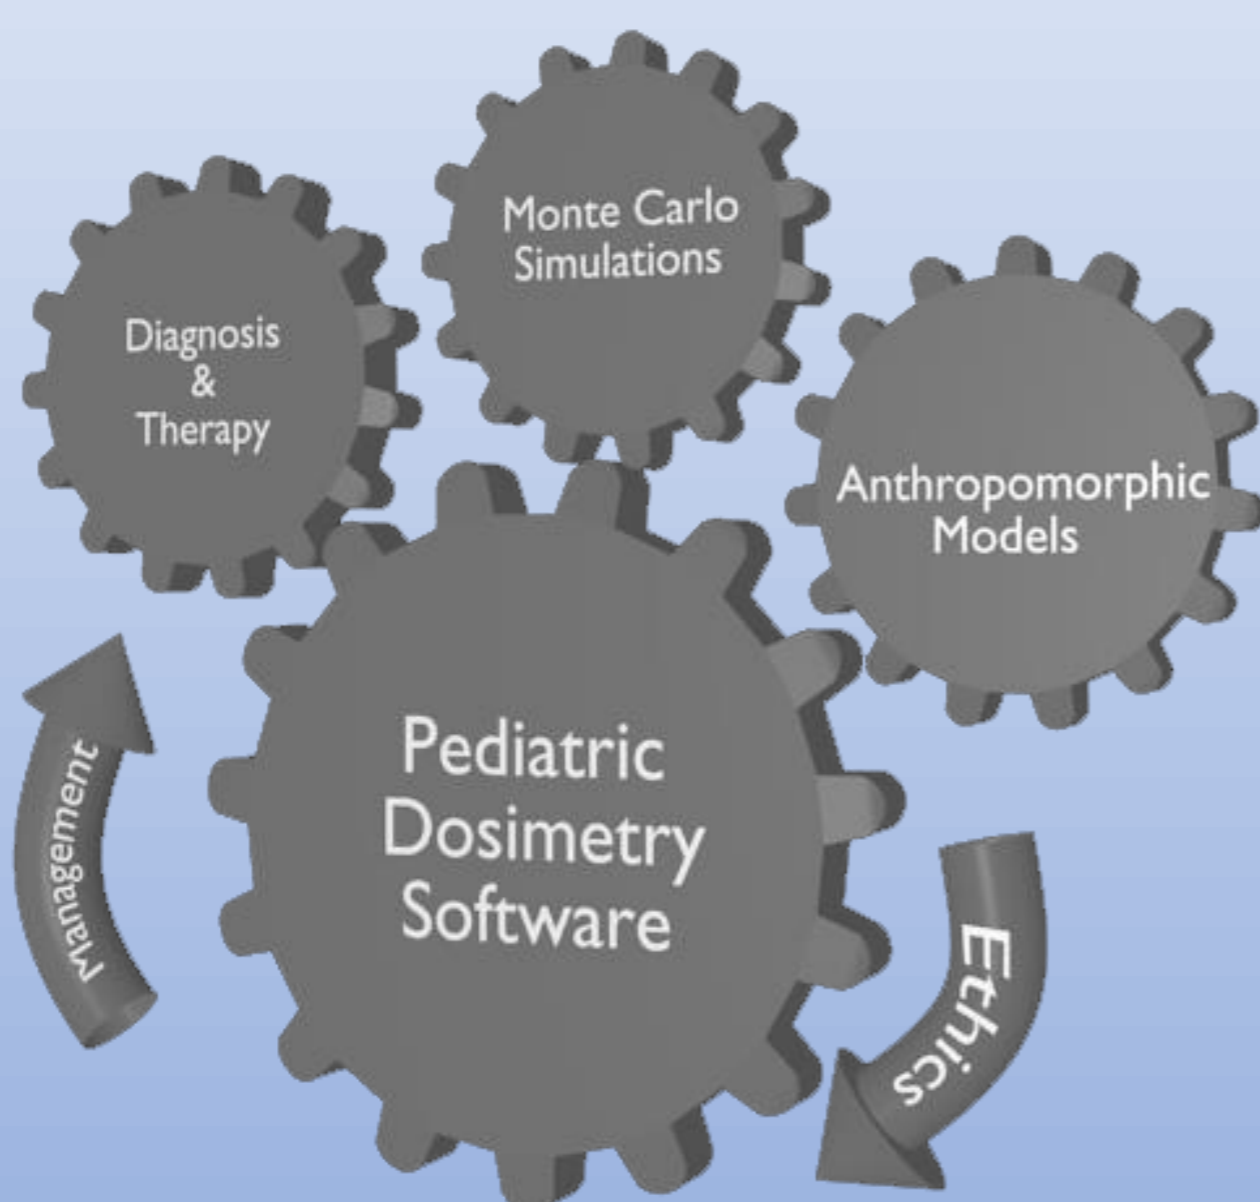 Monte Carlo
Simulations
Diagnosis
&
Therapy
Anthropomorphic
Models
Pediatric
Dosimetry
Software
Management
Ethics